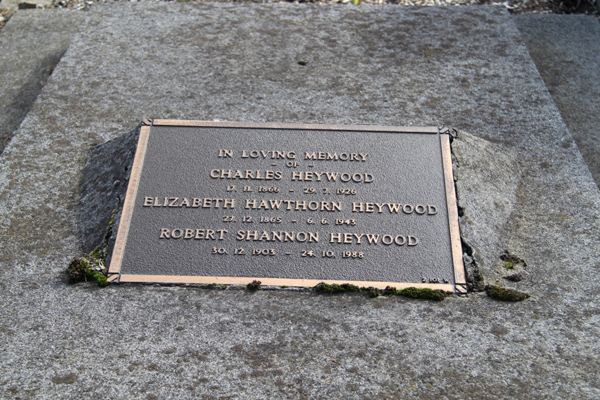 IN LOVING MEMORY
- OF -
CHARLES HEYWOOD
17. 11. 1866 - 29. 7. 1926
ELIZABETH HAWTHORN HEYWOOD
23. 12. 1865 - 6. 6. 1943
ROBERT SHANNON HEYWOOD
30. 12. 1903 - 24. 10. 1988